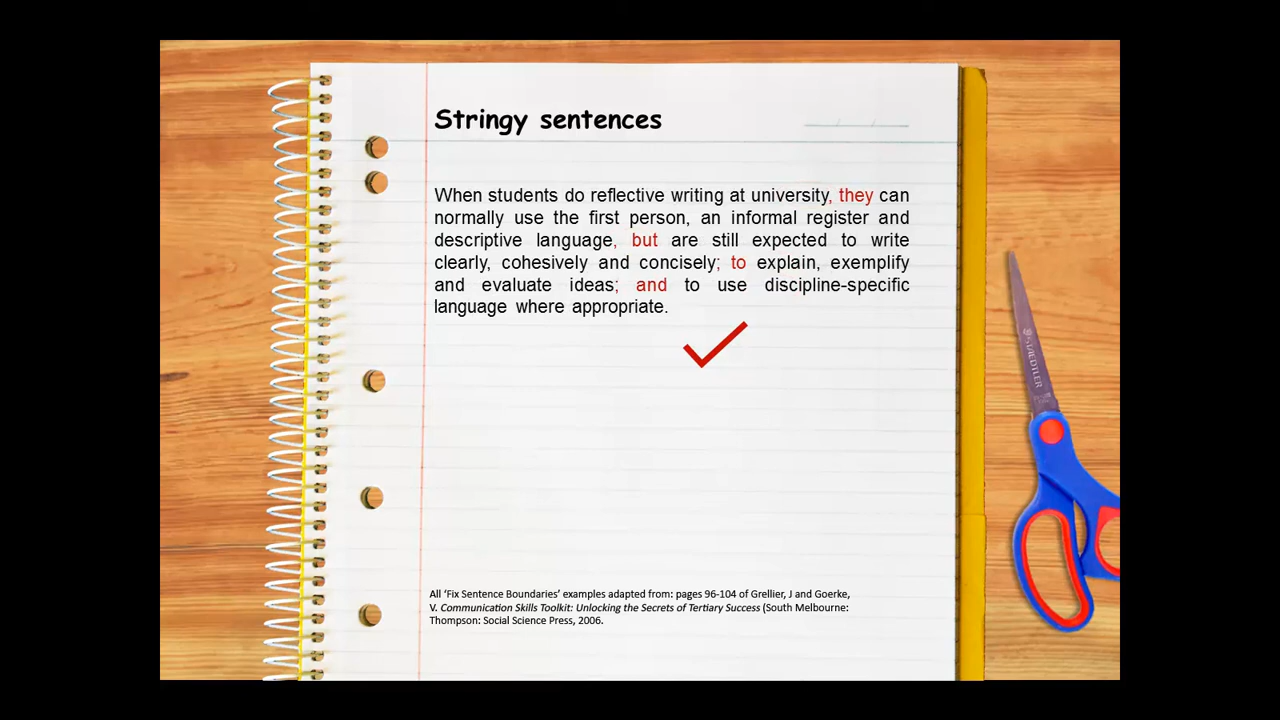 Stringy sentences
When students do reflective writing at university, they can
normally use the first person, an informal register and
descriptive language, but are still expected to write
clearly, cohesively and concisely; to explain, exemplify
and evaluate ideas; and to use discipline-specific
language where appropriate.
All ‘Fix Sentence Boundaries’ examples adapted from: pages 96-104 of Grellier, J and Goerke,
V. Communication Skills Toolkit: Unlocking the Secrets of Tertiary Success (South Melbourne:
Thompson: Social Science Press, 2006.
STAEDTLER